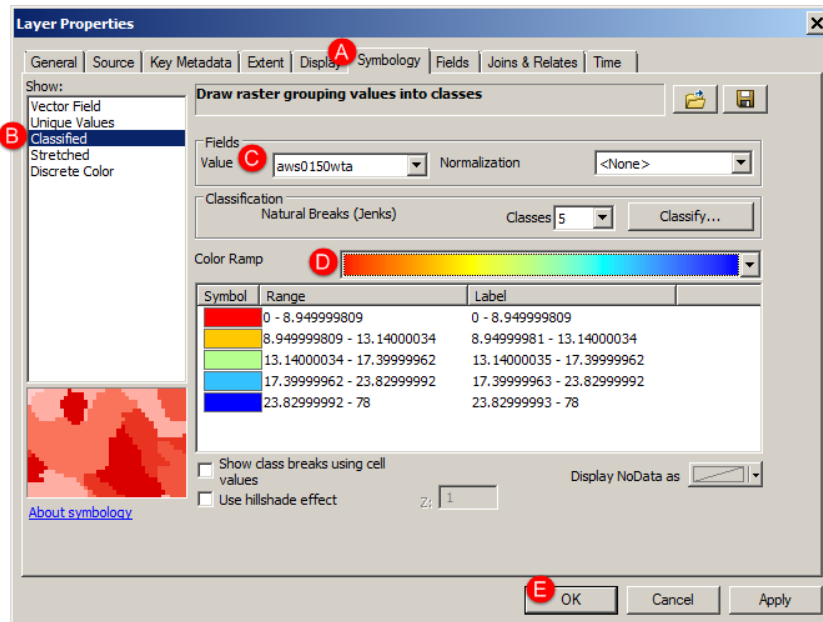 Layer Properties
A
General Source Key Metadata Extent Display Symbology Fields Joins & Relates Time
Show:
Vector Field
Unique Values
B Classified
Stretched
Discrete Color
About symbology
Draw raster grouping values into classes
Fields
Value C aws0150wta Normalization <None>
Classification
Natural Breaks (Jenks) Classes 5 Classify...
Color Ramp D
Symbol Range Label
0 - 8.949999809 0 - 8.949999809
8.949999809 - 13.14000034 8.94999981 - 13.14000034
13.14000034 - 17.39999962 13.14000035 - 17.39999962
17.39999962 - 23.82999992 17.39999963 - 23.82999992
23.82999992 - 78 23.82999993 - 78
Show class breaks using cell
values
Display NoData as
Use hillshade effect Z: 1
E OK Cancel Apply